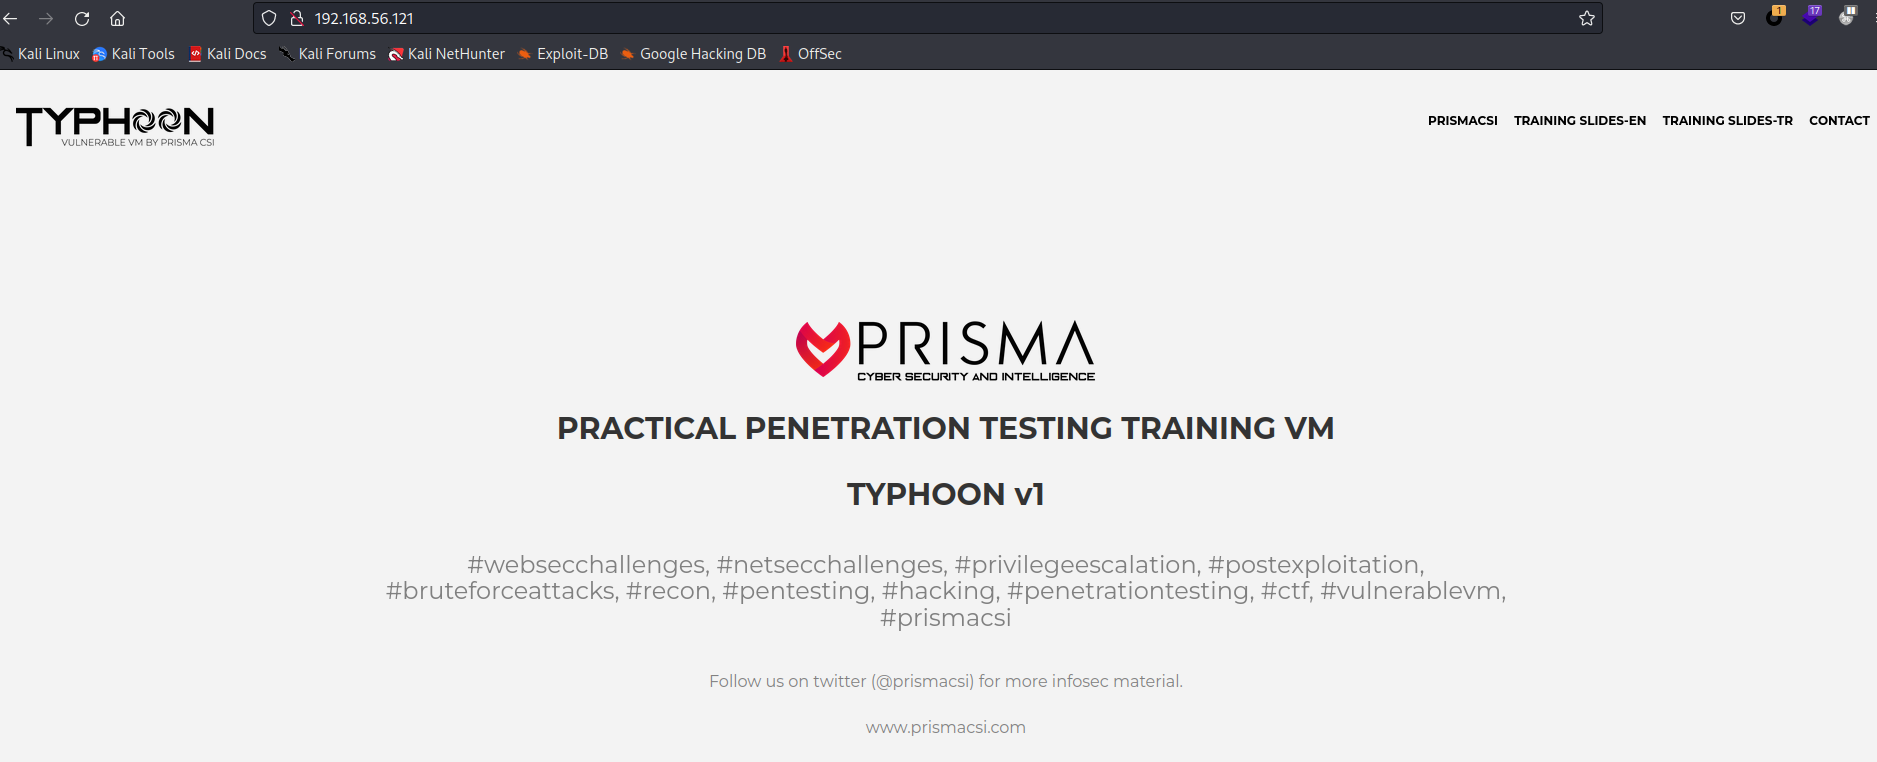 192.168.56.121
1
17
Kali Linux Kali Tools Kali Docs Kali Forums Kali NetHunter Exploit-DB Google Hacking DB OffSec
TYPHOON
VULNERABLE VM BY PRISMA CSI
PRISMACSI TRAINING SLIDES-EN TRAINING SLIDES-TR CONTACT
PRISMA
CYBER SECURITY AND INTELLIGENCE
PRACTICAL PENETRATION TESTING TRAINING VM
TYPHOON v1
#websecchallenges, #netsecchallenges, #privilegeescalation, #postexploitation,
#bruteforceattacks, #recon, #pentesting, #hacking, #penetrationtesting, #ctf, #vulnerablevm,
#prismacsi
Follow us on twitter (@prismacsi) for more infosec material.
www.prismacsi.com